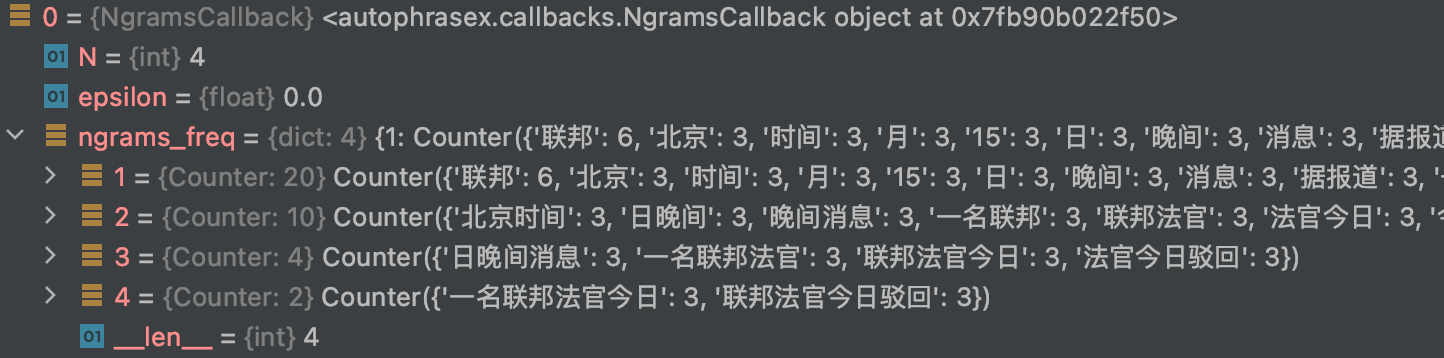 0 = {NgramsCallback} <autophrasex.callbacks.NgramsCallback object at 0x7fb90b022f50>
01 N = {int} 4
01 epsilon = {float} 0.0
ngrams_freq = {dict: 4} {1: Counter({'联邦': 6, '北京': 3, '时间': 3, '月': 3, '15': 3, '日': 3, '晚间': 3, '消息': 3, '据报道
1 = {Counter: 20} Counter({'联邦': 6, '北京': 3, '时间': 3, '月': 3, '15': 3, '日': 3, '晚间': 3, '消息': 3, '据报道': 3, '
2 = {Counter: 10} Counter({'北京时间': 3, '日晚间': 3, '晚间消息': 3, '一名联邦': 3, '联邦法官': 3, '法官今日': 3, '
3 = {Counter: 4} Counter({'日晚间消息': 3, '一名联邦法官': 3, '联邦法官今日': 3, '法官今日驳回': 3})
4 = {Counter: 2} Counter({'一名联邦法官今日': 3, '联邦法官今日驳回': 3})
01 __len__ = {int} 4